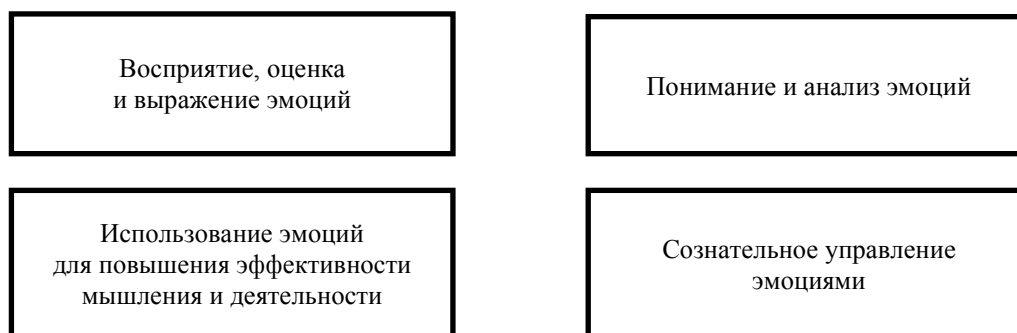 Восприятие, оценка
и выражение эмоций
Понимание и анализ эмоций
Использование эмоций
для повышения эффективности
мышления и деятельности
Сознательное управление
эмоциями